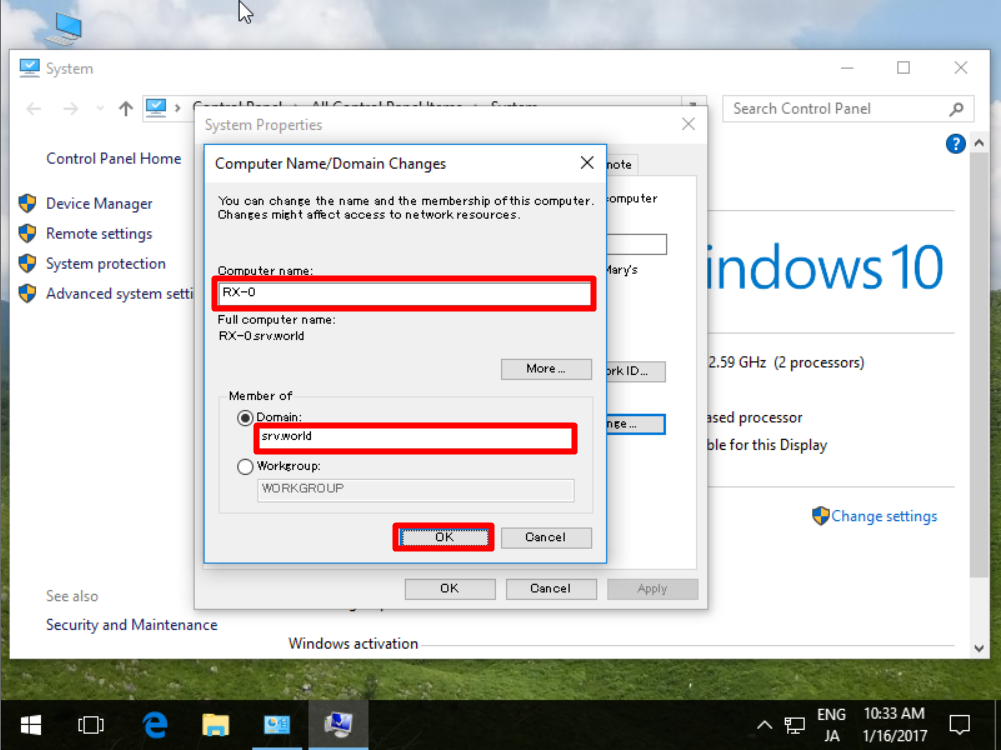 System
Control Panel > All Control Panel Items > System
Search Control Panel
System Properties
Control Panel Home
Computer Name/Domain Changes
note
You can change the name and the membership of this computer.
Changes might affect access to network resources.
computer
Device Manager
Remote settings
System protection
Advanced system setti
Mary's
indows 10
Computer name:
RX-0
Full computer name:
RX-0.srv.world
More...
ork ID...
2.59 GHz (2 processors)
Member of
Domain:
srv.world
nge...
ased processor
ble for this Display
Workgroup:
WORKGROUP
Change settings
OK
Cancel
OK
Cancel
Apply
See also
Security and Maintenance
Windows activation
ENG
JA
10:33 AM
1/16/2017